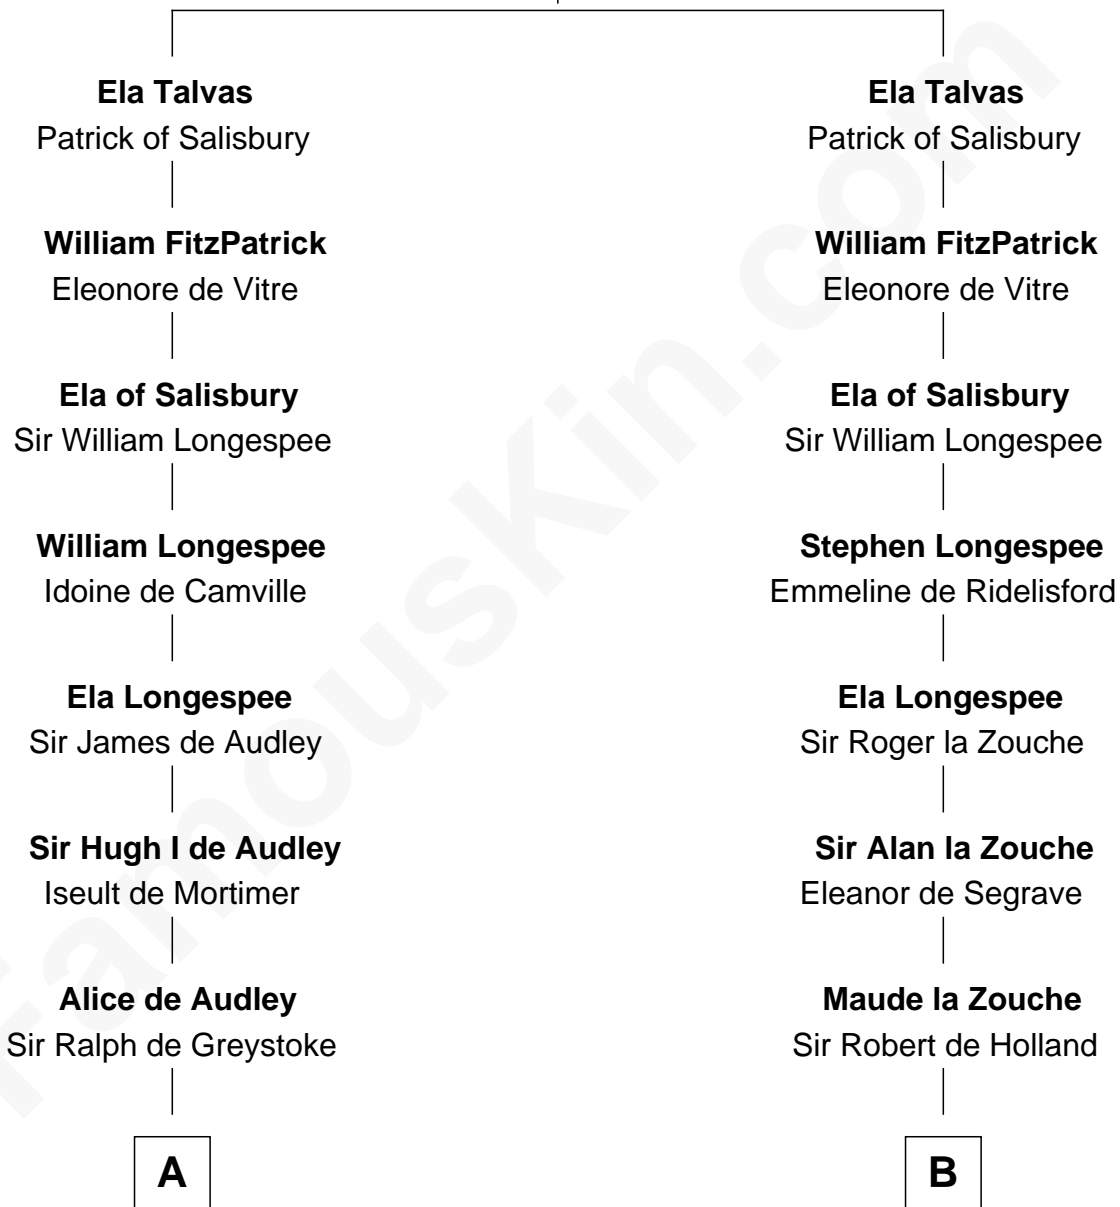 Ela Talvas
Patrick of Salisbury
William FitzPatrick
Eleonore de Vitre
Ela of Salisbury
Sir William Longespee
William Longespee
Idoine de Camville
Ela Longespee
Sir James de Audley
Sir Hugh I de Audley
Iseult de Mortimer
Alice de Audley
Sir Ralph de Greystoke
A
Ela Talvas
Patrick of Salisbury
William FitzPatrick
Eleonore de Vitre
Ela of Salisbury
Sir William Longespee
Stephen Longespee
Emmeline de Ridelisford
Ela Longespee
Sir Roger la Zouche
Sir Alan la Zouche
Eleanor de Segrave
Maude la Zouche
Sir Robert de Holland
B
FamousKin.com